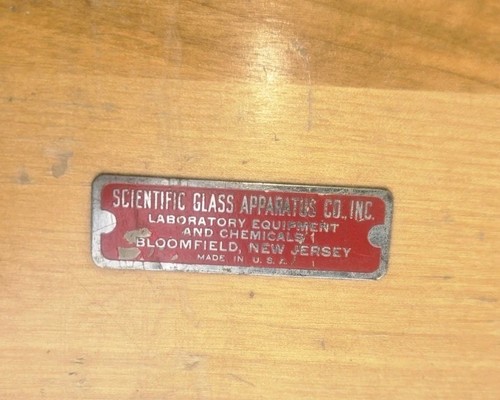 SCIENTIFIC GLASS APPARATUS CO., INC.
LABORATORY EQUIPMENT
AND CHEMICALS
BLOOMFIELD, NEW JERSEY
MADE IN U.S.A.